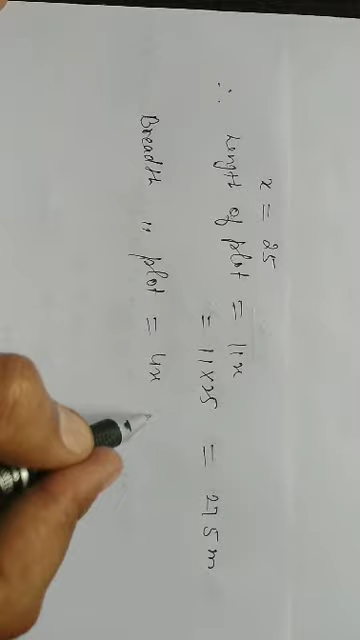 x = 25
∴ Length of plot = 11x
= 11 × 25 = 275 m
Breadth " plot = 4x